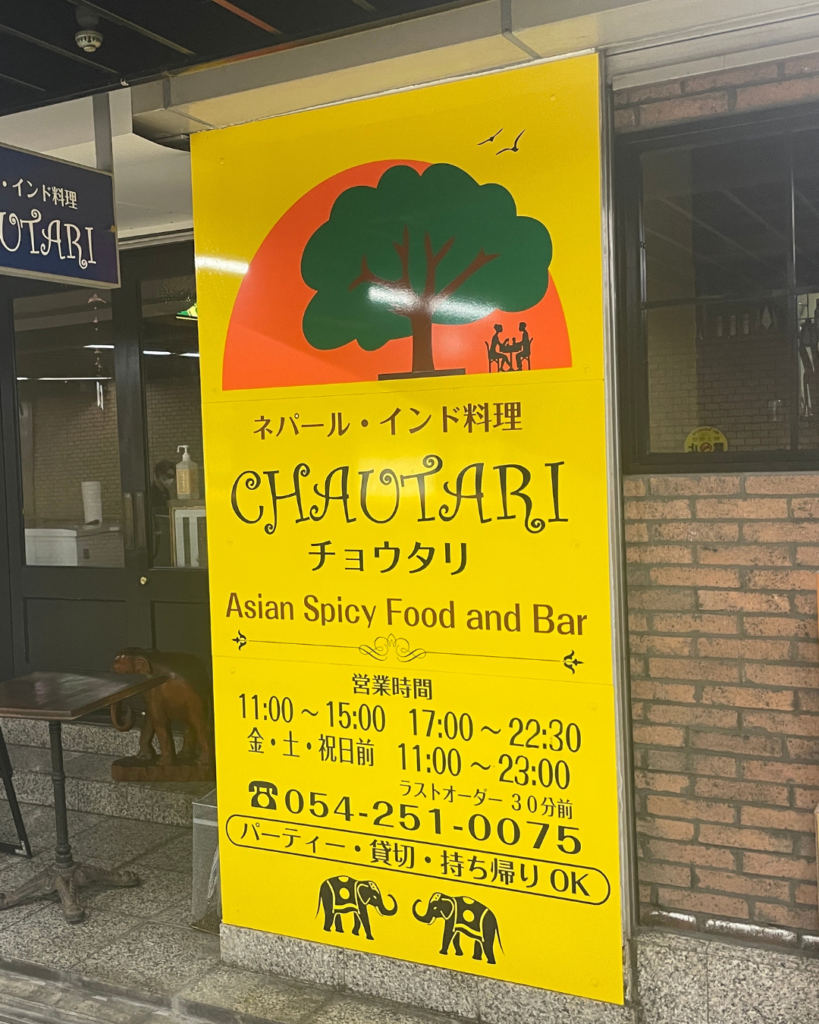 ・インド料理
UTARI
ネパール・インド料理
CHAUTARI
チョウタリ
Asian Spicy Food and Bar
営業時間
11:00～15:00 17:00～22:30
金・土・祝日前 11:00～23:00
ラストオーダー 30分前
☎054-251-0075
パーティー・貸切・持ち帰りOK